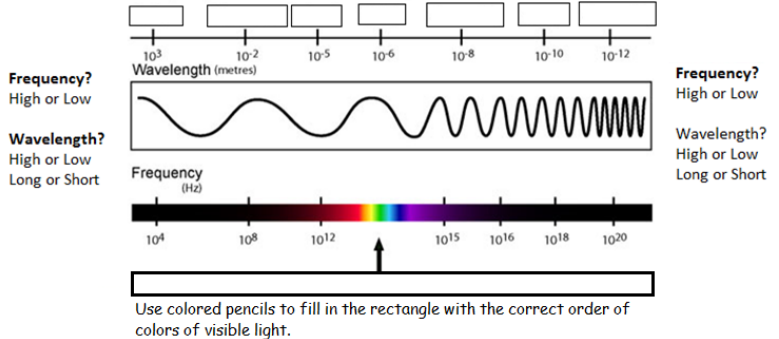 10³ 10⁻² 10⁻⁵ 10⁻⁶ 10⁻⁸ 10⁻¹⁰ 10⁻¹²
Wavelength (metres)
Frequency?
High or Low
Wavelength?
High or Low
Long or Short
Frequency?
High or Low
Wavelength?
High or Low
Long or Short
Frequency
(Hz)
10⁴ 10⁸ 10¹² 10¹⁵ 10¹⁶ 10¹⁸ 10²⁰
Use colored pencils to fill in the rectangle with the correct order of
colors of visible light.